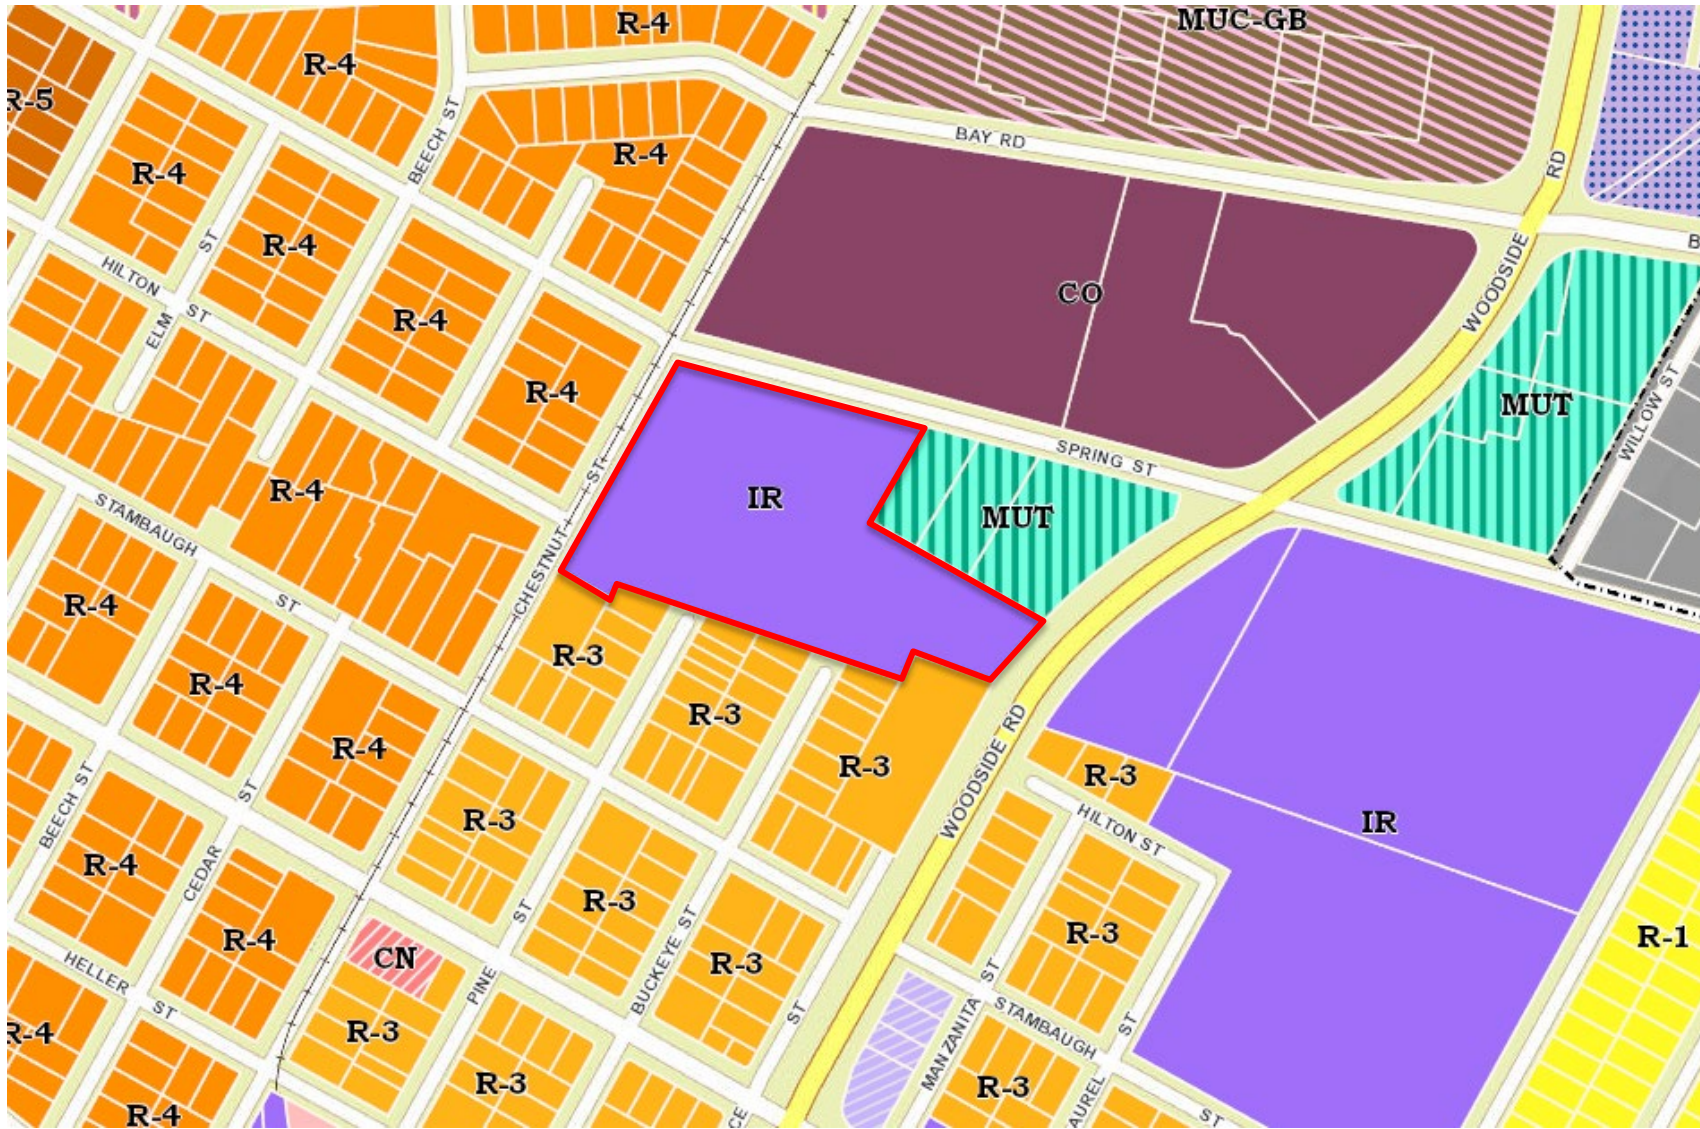 R-4
MUC-GB
R-4
R-5
BEECH ST
BAY RD
RD
R-4
R-4
ST
R-4
WOODSIDE
B
HILTON
ST
ELM
CO
R-4
R-4
MUT
WILLOW ST
SPRING ST
ST
R-4
IR
MUT
STAMBAUGH
CHESTNUT
ST
R-4
R-3
R-4
R-3
WOODSIDE RD
R-4
R-3
R-3
HILTON ST
BEECH ST
ST
R-3
IR
R-4
CEDAR
R-3
ST
R-4
BUCKEYE ST
R-3
R-1
CN
R-3
HELLER
ST
PINE
ST
MANZANITA
STAMBAUGH
ST
ST
R-4
R-3
R-3
R-3
R-4
CE
AUREL
ST